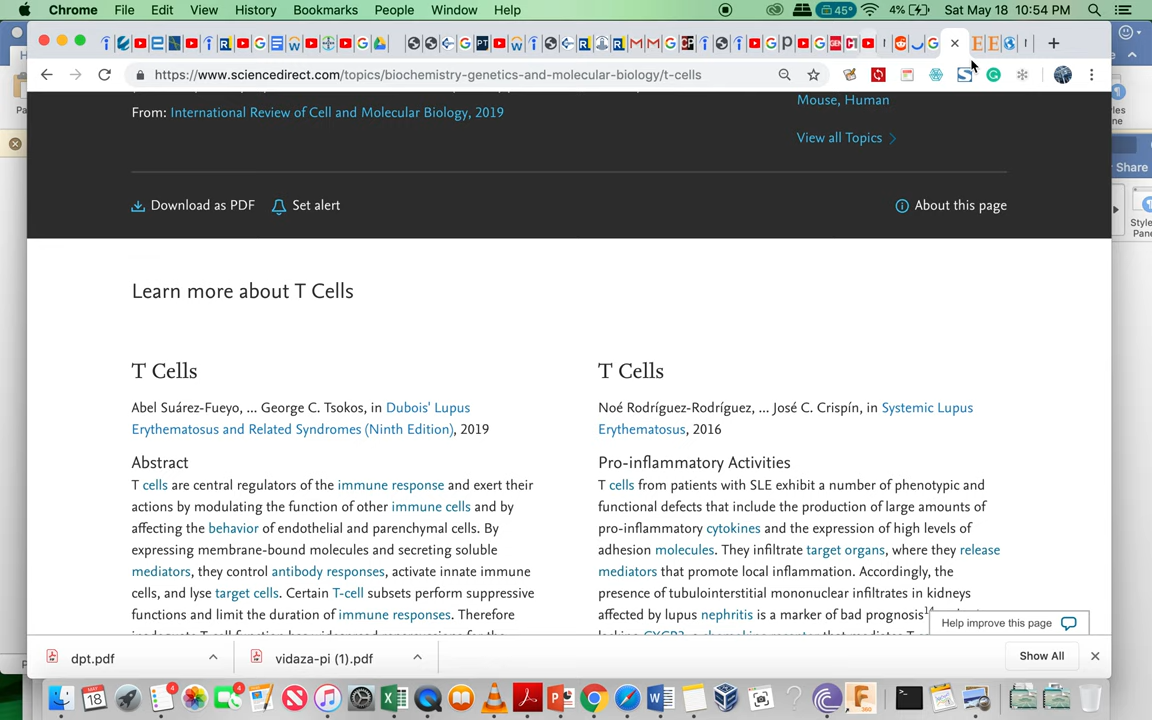 Chrome File Edit View History Bookmarks People Window Help 45° 4% Sat May 18 10:54 PM
https://www.sciencedirect.com/topics/biochemistry-genetics-and-molecular-biology/t-cells
Mouse, Human
From: International Review of Cell and Molecular Biology, 2019
View all Topics
Share
Download as PDF Set alert About this page
Learn more about T Cells
T Cells
Abel Suárez-Fueyo, ... George C. Tsokos, in Dubois' Lupus
Erythematosus and Related Syndromes (Ninth Edition), 2019
Abstract
T cells are central regulators of the immune response and exert their
actions by modulating the function of other immune cells and by
affecting the behavior of endothelial and parenchymal cells. By
expressing membrane-bound molecules and secreting soluble
mediators, they control antibody responses, activate innate immune
cells, and lyse target cells. Certain T-cell subsets perform suppressive
functions and limit the duration of immune responses. Therefore
T Cells
Noé Rodríguez-Rodríguez, ... José C. Crispín, in Systemic Lupus
Erythematosus, 2016
Pro-inflammatory Activities
T cells from patients with SLE exhibit a number of phenotypic and
functional defects that include the production of large amounts of
pro-inflammatory cytokines and the expression of high levels of
adhesion molecules. They infiltrate target organs, where they release
mediators that promote local inflammation. Accordingly, the
presence of tubulointerstitial mononuclear infiltrates in kidneys
affected by lupus nephritis is a marker of bad prognosis14
Help improve this page
dpt.pdf vidaza-pi (1).pdf Show All